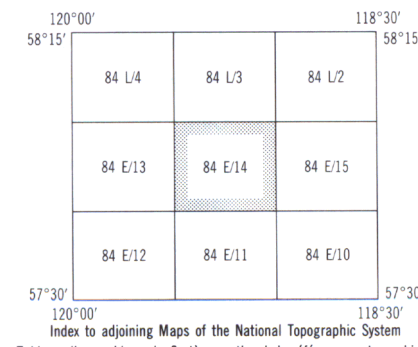 120°00′ 118°30′
58°15′ 58°15
84 L/4 84 L/3 84 L/2
84 E/13 84 E/14 84 E/15
84 E/12 84 E/11 84 E/10
57°30′ 57°30
120°00′ 118°30′
Index to adjoining Maps of the National Topographic System